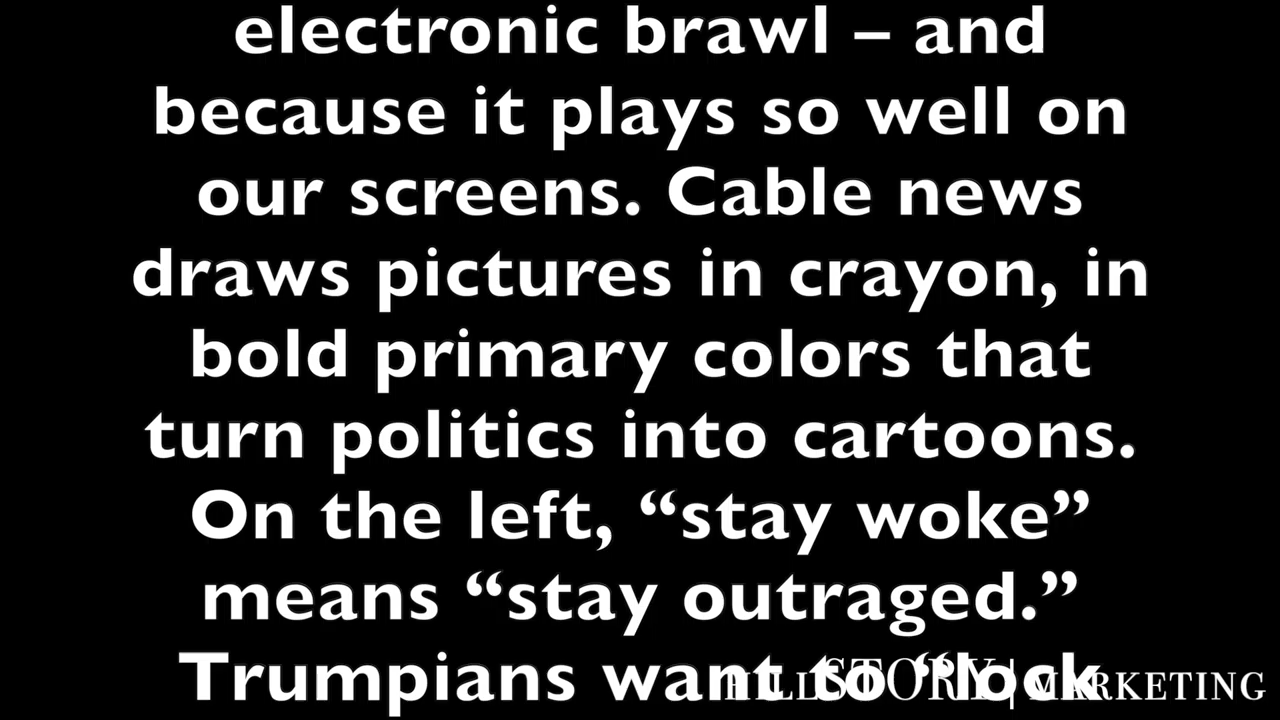 electronic brawl – and
because it plays so well on
our screens. Cable news
draws pictures in crayon, in
bold primary colors that
turn politics into cartoons.
On the left, “stay woke”
means “stay outraged.”
Trumpians want to “lock
HILLSTORY | MARKETING